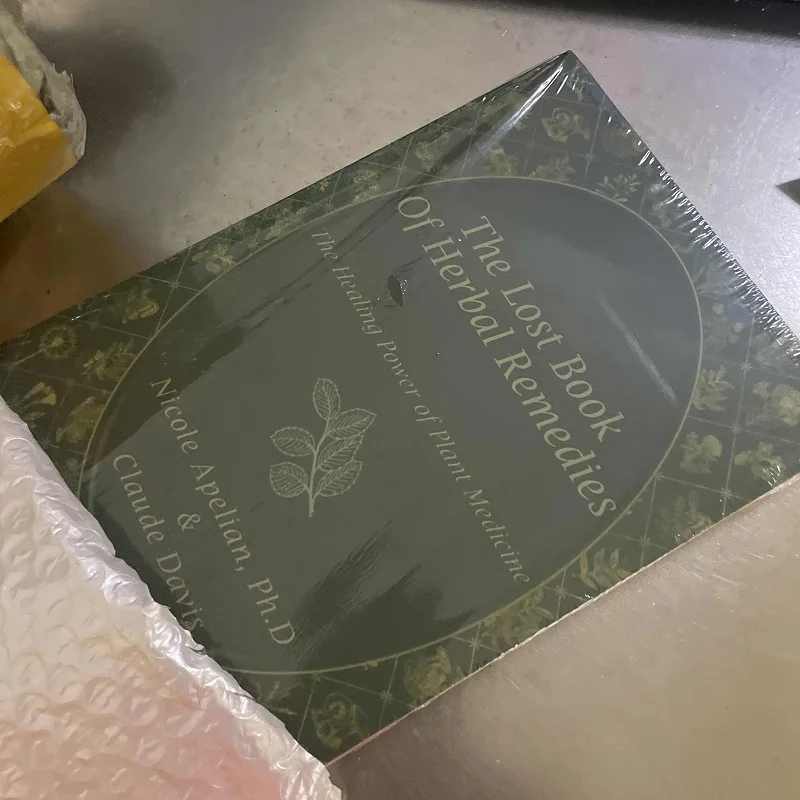 The Lost Book
Of Herbal Remedies
The Healing Power of Plant Medicine
Nicole Apelian, Ph.D
&
Claude Davis